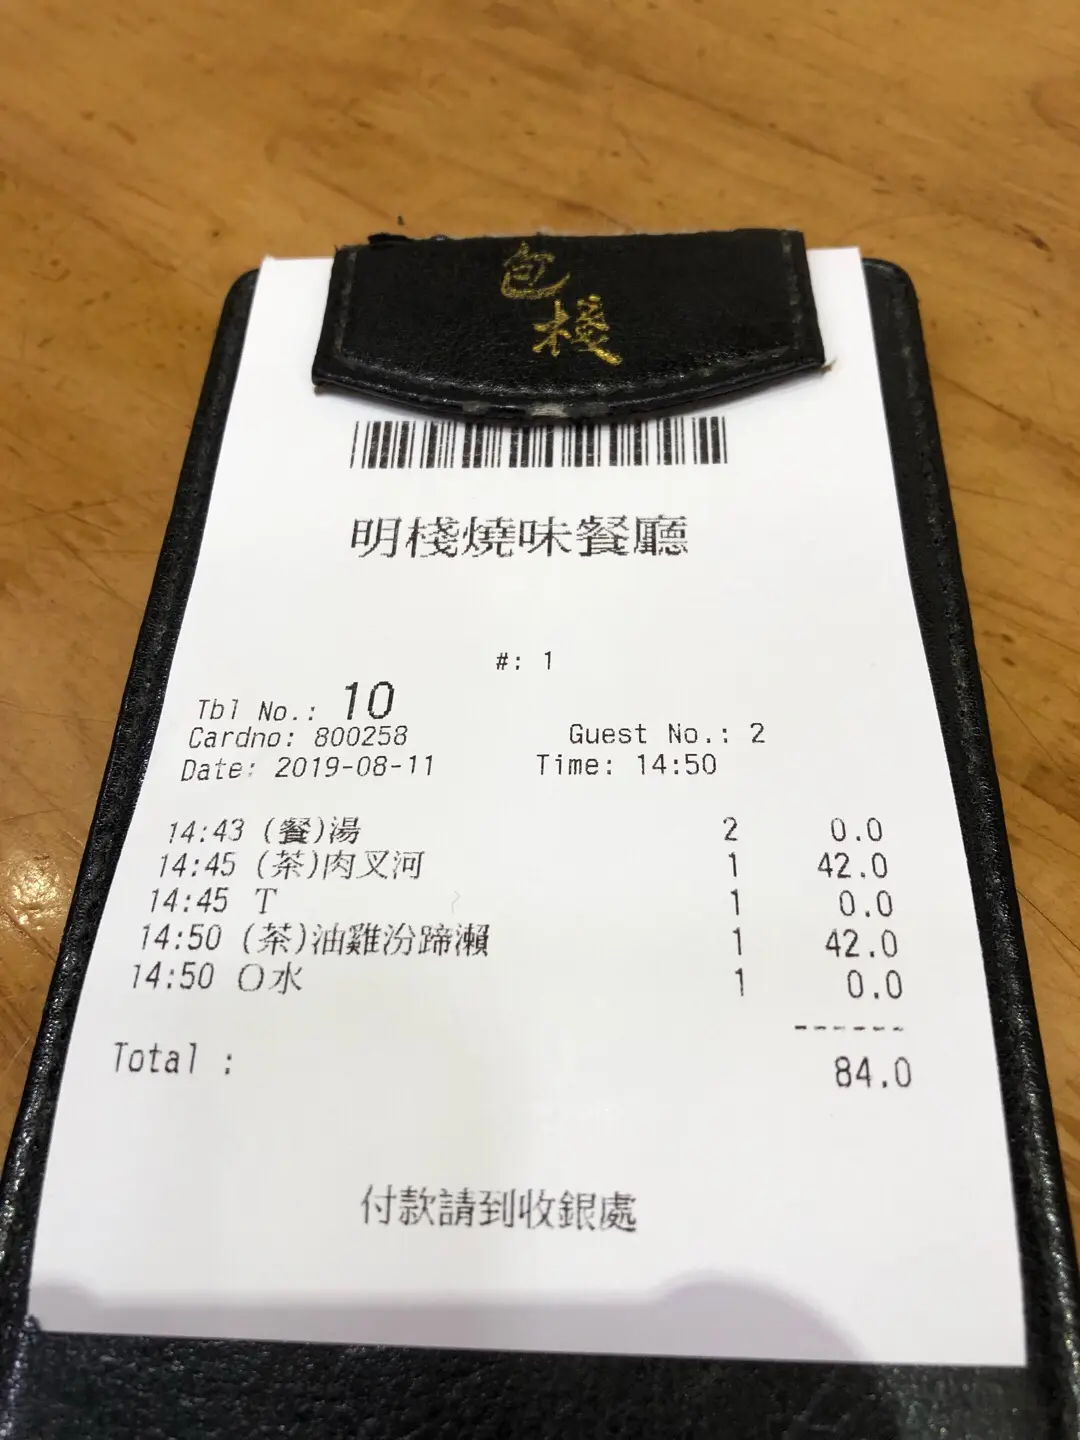 包
棧
明棧燒味餐廳
#: 1
Tbl No.: 10
Cardno: 800258 Guest No.: 2
Date: 2019-08-11 Time: 14:50
14:43 (餐)湯 2 0.0
14:45 (茶)肉叉河 1 42.0
14:45 T 1 0.0
14:50 (茶)油雞汾蹄瀨 1 42.0
14:50 O水 1 0.0
------
Total : 84.0
付款請到收銀處